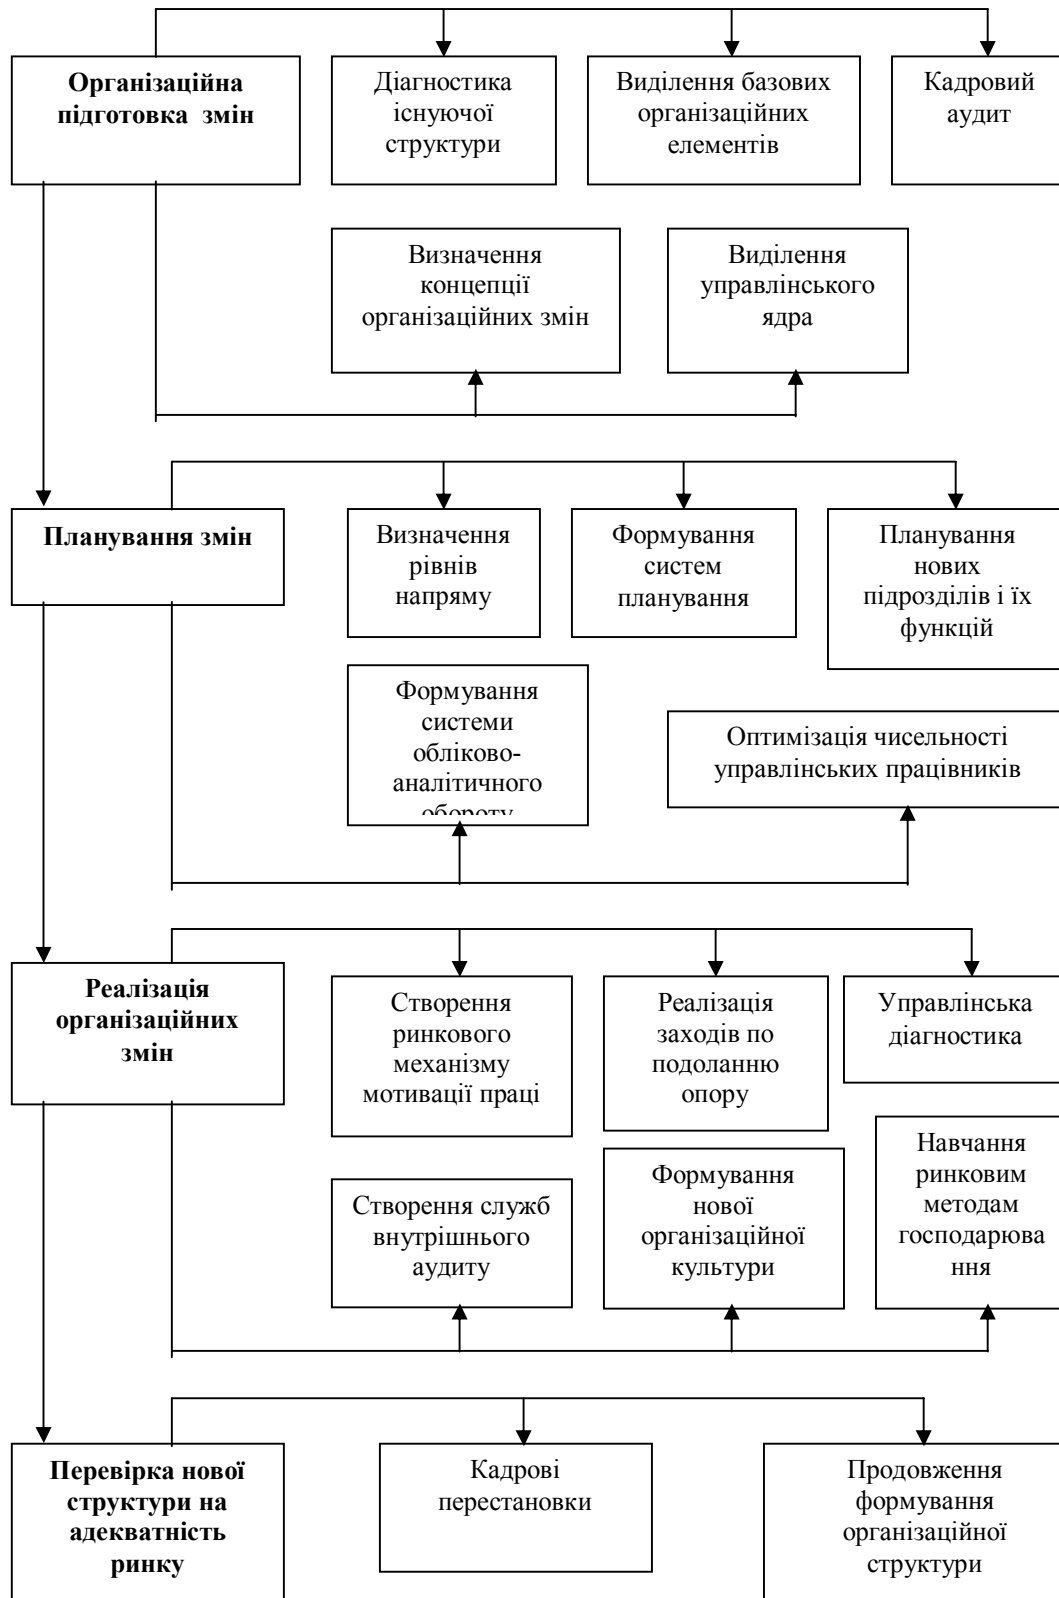 Організаційна
підготовка змін
Діагностика
існуючої
структури
Виділення базових
організаційних
елементів
Кадровий
аудит
Визначення
концепції
організаційних змін
Виділення
управлінського
ядра
Планування змін
Визначення
рівнів
напряму
Формування
систем
планування
Планування
нових
підрозділів і їх
функцій
Формування
системи
обліково-
аналітичного
обороту
Оптимізація чисельності
управлінських працівників
Реалізація
організаційних
змін
Створення
ринкового
механізму
мотивації праці
Реалізація
заходів по
подоланню
опору
Управлінська
діагностика
Створення служб
внутрішнього
аудиту
Формування
нової
організаційної
культури
Навчання
ринковим
методам
господарюва
ння
Перевірка нової
структури на
адекватність
ринку
Кадрові
перестановки
Продовження
формування
організаційної
структури